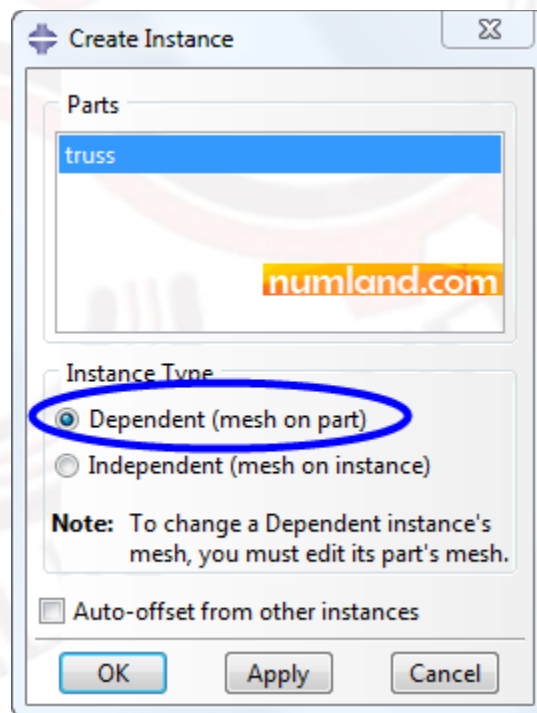 Create Instance
Parts
truss
numland.com
Instance Type
Dependent (mesh on part)
Independent (mesh on instance)
Note: To change a Dependent instance's
mesh, you must edit its part's mesh.
Auto-offset from other instances
OK Apply Cancel